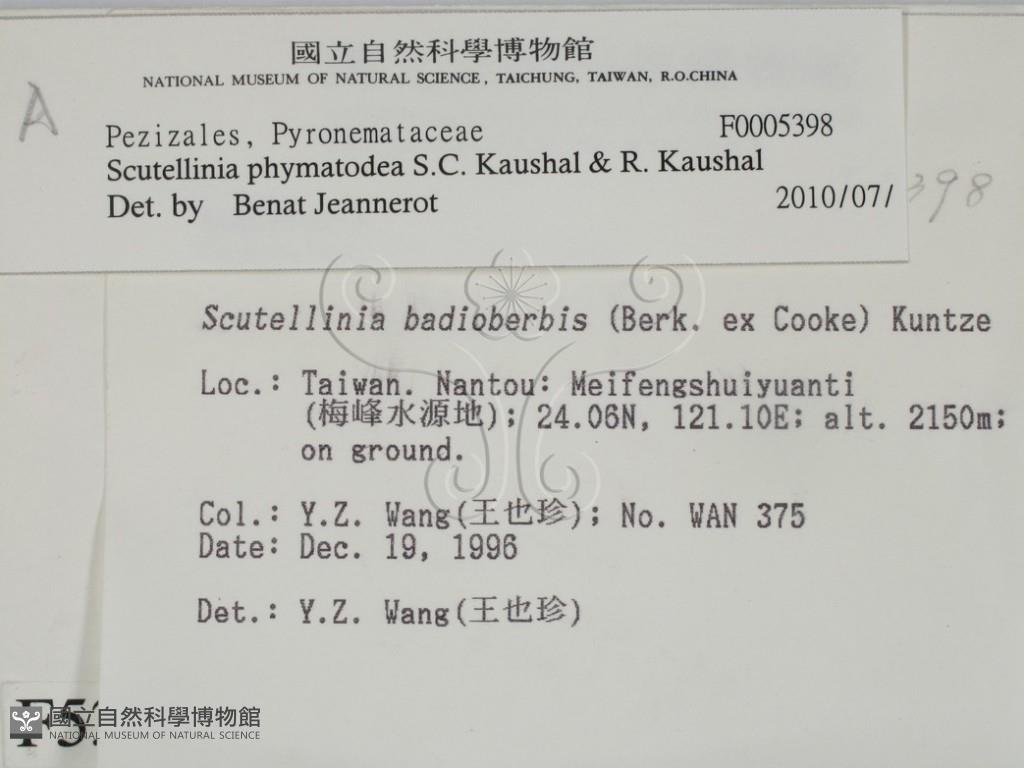 國立自然科學博物館
NATIONAL MUSEUM OF NATURAL SCIENCE, TAICHUNG, TAIWAN, R.O.CHINA
A
Pezizales, Pyronemataceae F0005398
Scutellinia phymatodea S.C. Kaushal & R. Kaushal
Det. by Benat Jeannerot 2010/07/
398
Scutellinia badioberbis (Berk. ex Cooke) Kuntze
Loc.: Taiwan. Nantou: Meifengshuiyuanti
(梅峰水源地); 24.06N, 121.10E; alt. 2150m;
on ground.
Col.: Y.Z. Wang(王也珍); No. WAN 375
Date: Dec. 19, 1996
Det.: Y.Z. Wang(王也珍)
國立自然科學博物館
NATIONAL MUSEUM OF NATURAL SCIENCE